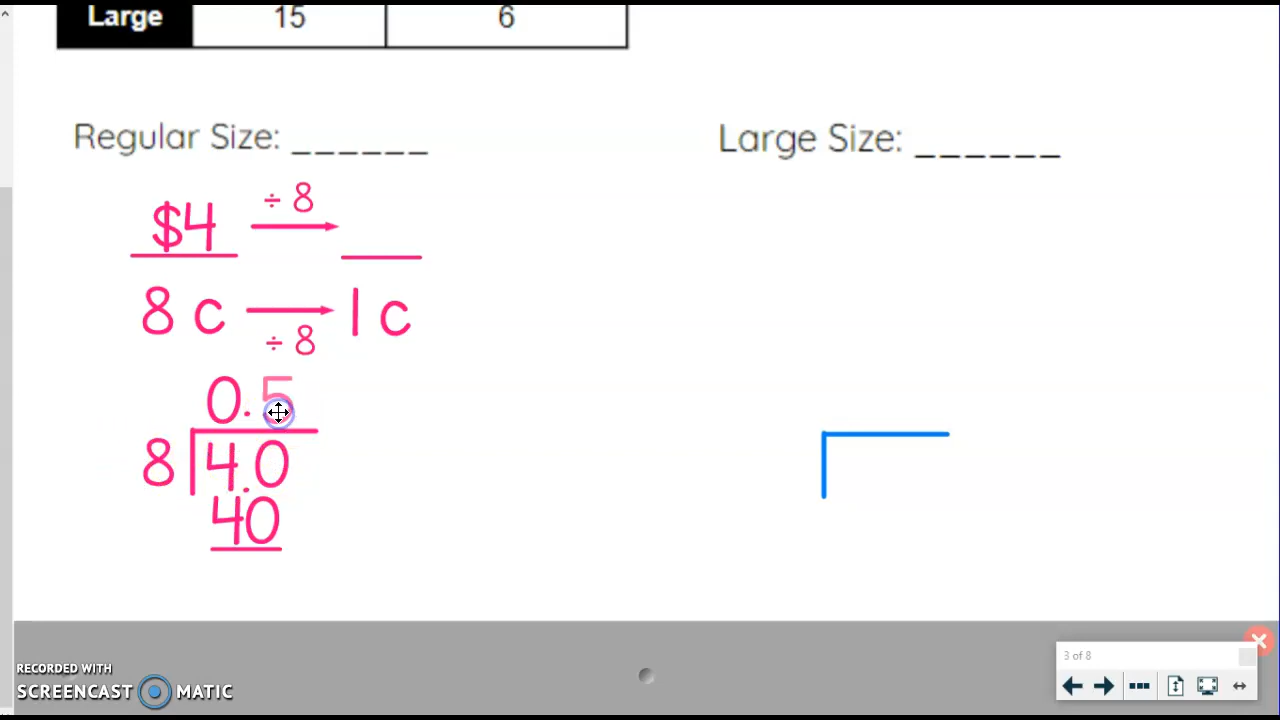 Large 15 6
Regular Size: ______ Large Size: ______
$4 ÷ 8
8 c ÷ 8 1 c
0.5
8 4.0
40
RECORDED WITH
SCREENCAST MATIC
3 of 8